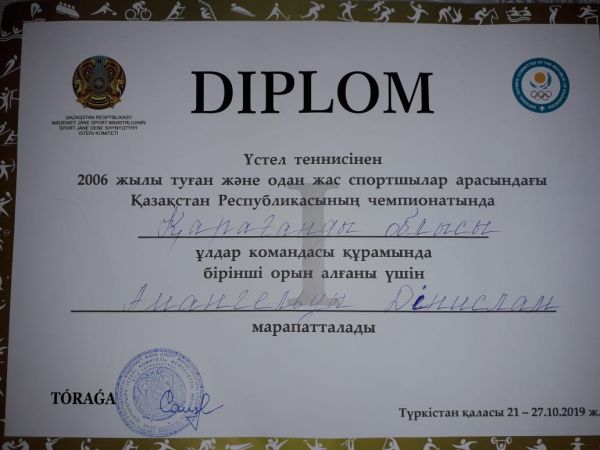 DIPLOM
QAZAQSTAN RESPÝBLIKASY
MÁDENIET JÁNE SPORT MINISTRLIGINIŃ
SPORT JÁNE DENE SHYNYQTYRÝ
ISTERI KOMITETI
Үстел теннисінен
2006 жылы туған және одан жас спортшылар арасындағы
Қазақстан Республикасының чемпионатында
Қарағанды облысы
ұлдар командасы құрамында
бірінші орын алғаны үшін
I
Амангельды Дінислам
марапатталады
TÓRAǴA
Түркістан қаласы 21 – 27.10.2019 ж.